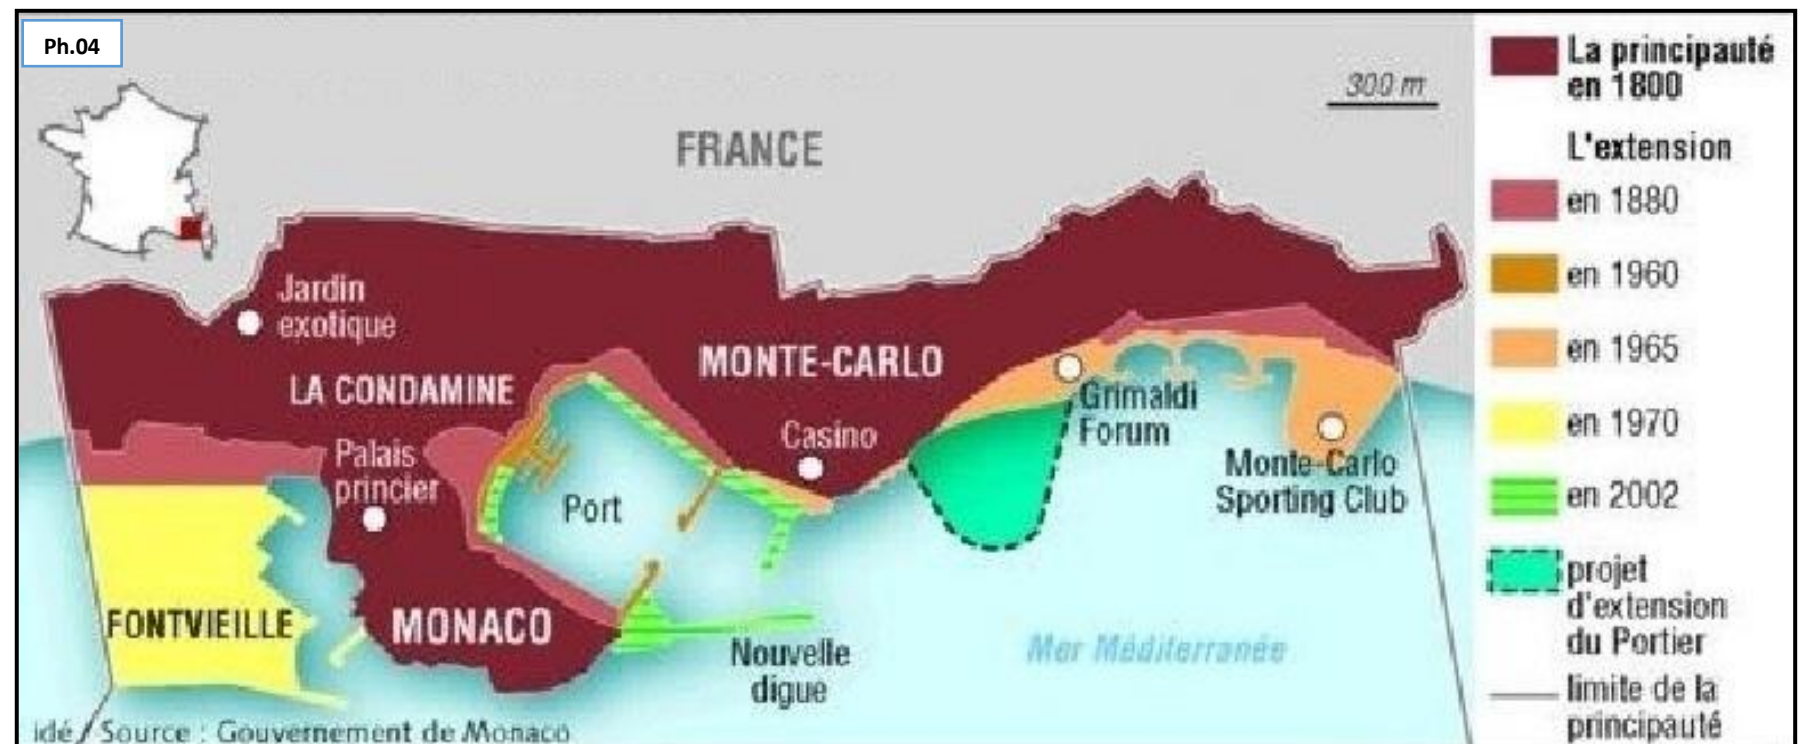 Ph.04
300 m
FRANCE
Jardin
exotique
LA CONDAMINE
MONTE-CARLO
Casino
Grimaldi
Forum
Palais
princier
Port
Monte-Carlo
Sporting Club
FONTVIEILLE
MONACO
Nouvelle
digue
Mer Méditerranée
idé / Source : Gouvernement de Monaco
La principauté
en 1800
L'extension
en 1880
en 1960
en 1965
en 1970
en 2002
projet
d'extension
du Portier
limite de la
principauté